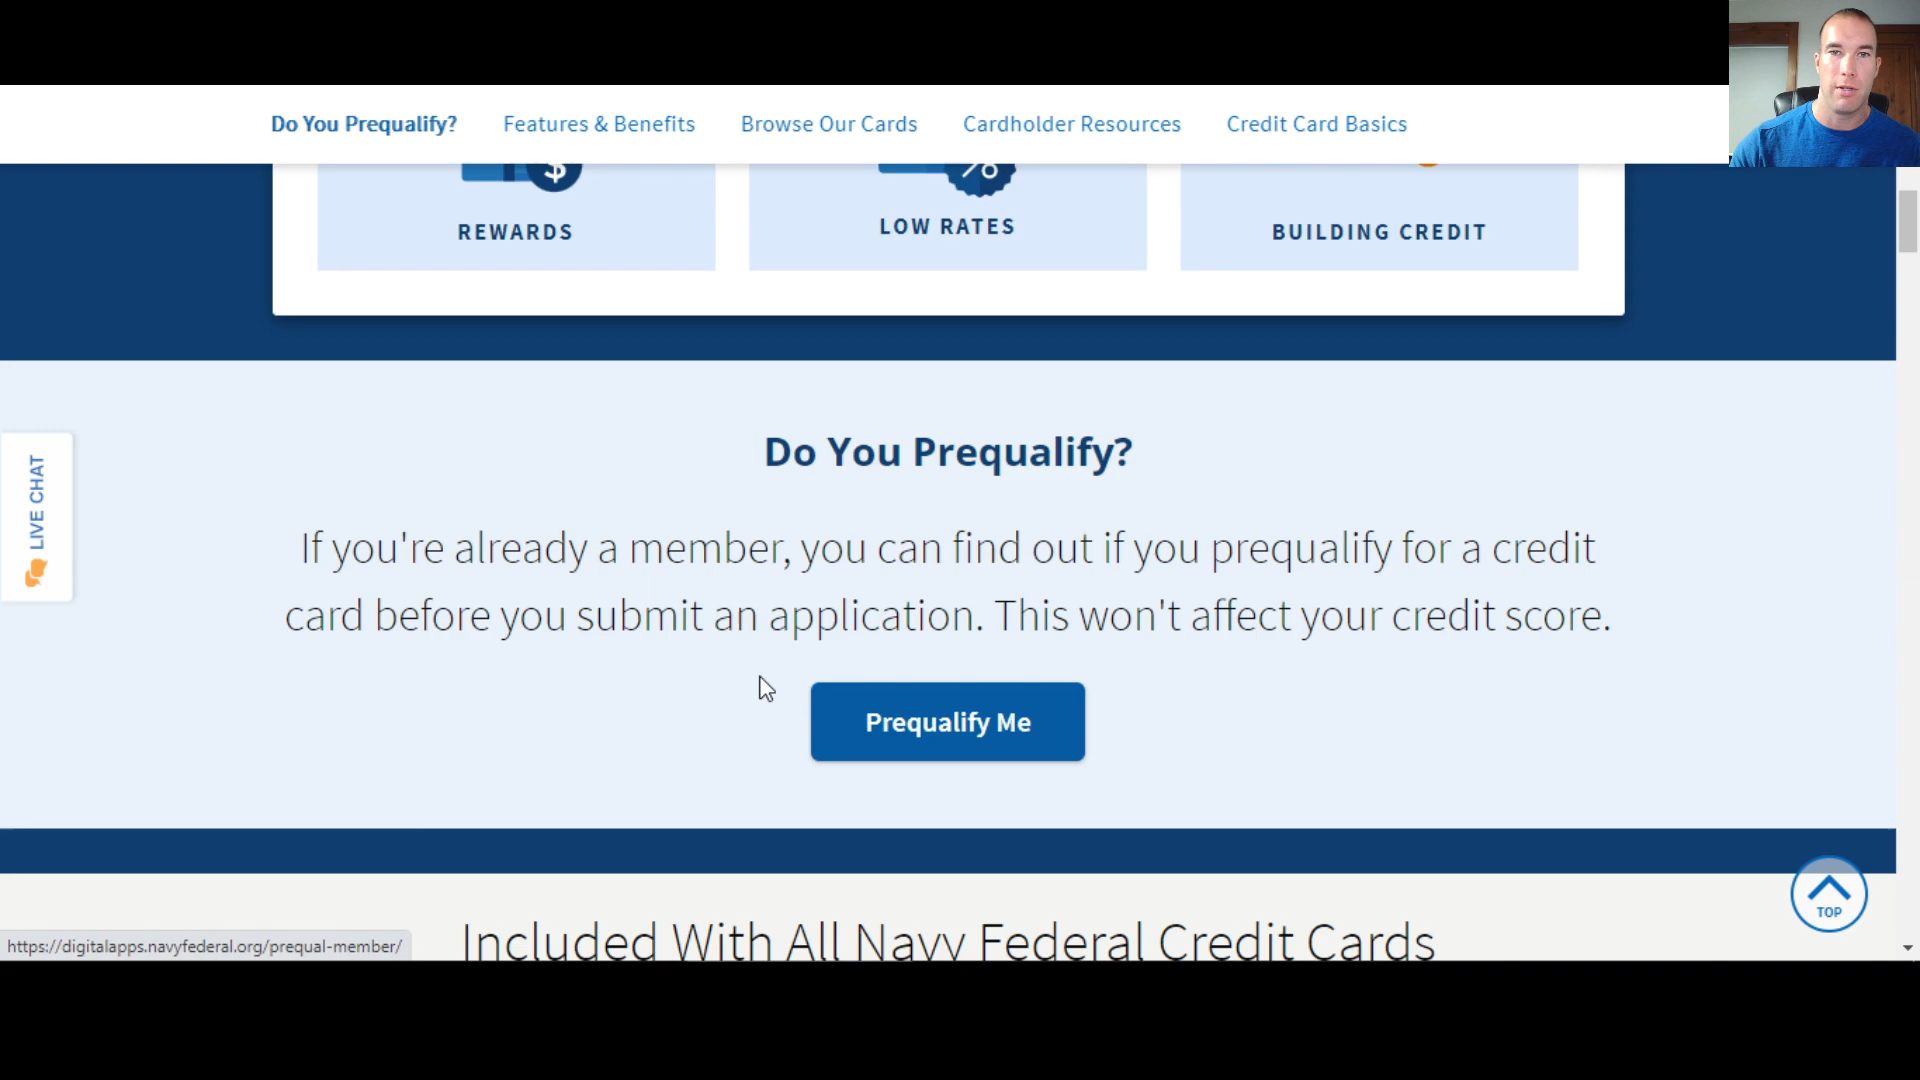 Do You Prequalify? Features & Benefits Browse Our Cards Cardholder Resources Credit Card Basics
$ %
REWARDS LOW RATES BUILDING CREDIT
Do You Prequalify?
If you're already a member, you can find out if you prequalify for a credit
card before you submit an application. This won't affect your credit score.
LIVE CHAT
Prequalify Me
TOP
Included With All Navy Federal Credit Cards
https://digitalapps.navyfederal.org/prequal-member/